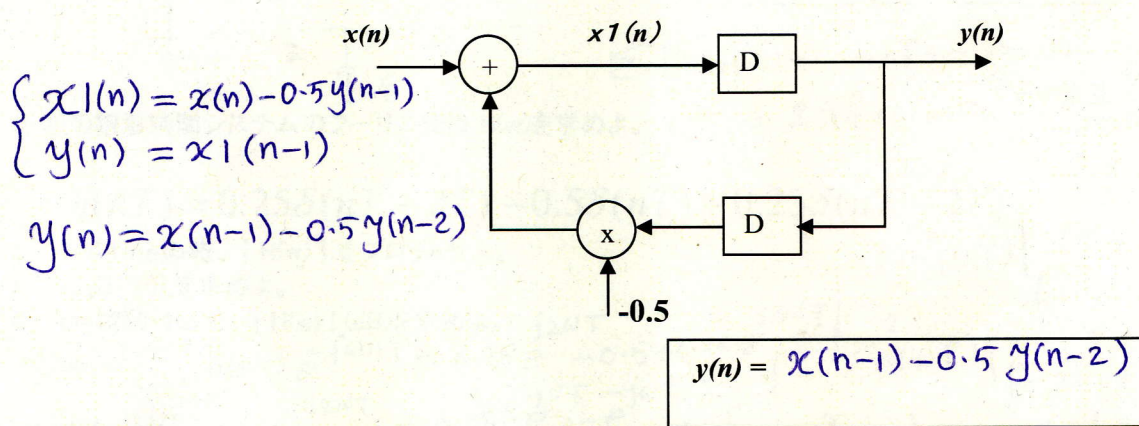 x(n)
x1(n)
y(n)
+
D
x1(n) = x(n) - 0.5y(n-1)
y(n) = x1(n-1)
y(n) = x(n-1) - 0.5y(n-2)
x
D
-0.5
y(n) = x(n-1) - 0.5 y(n-2)